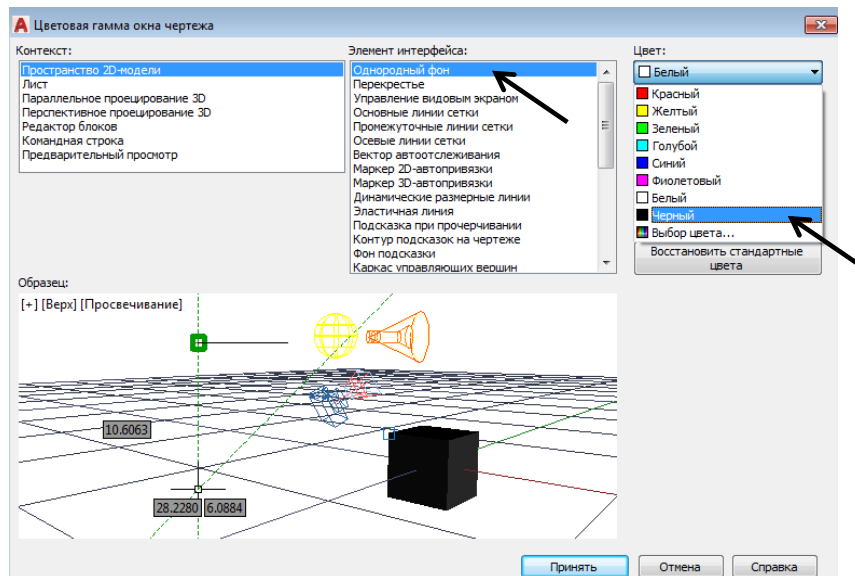 Цветовая гамма окна чертежа
Контекст:
Пространство 2D-модели
Лист
Параллельное проецирование 3D
Перспективное проецирование 3D
Редактор блоков
Командная строка
Предварительный просмотр
Элемент интерфейса:
Однородный фон
Перекрестье
Управление видовым экраном
Основные линии сетки
Промежуточные линии сетки
Осевые линии сетки
Вектор автоотслеживания
Маркер 2D-автопривязки
Маркер 3D-автопривязки
Динамические размерные линии
Эластичная линия
Подсказка при прочерчивании
Контур подсказок на чертеже
Фон подсказки
Каркас управляющих вершин
Цвет:
Белый
Красный
Желтый
Зеленый
Голубой
Синий
Фиолетовый
Белый
Черный
Выбор цвета...
Восстановить стандартные
цвета
Образец:
[+] [Верх] [Просвечивание]
10.6063
28.2280 6.0884
Принять Отмена Справка